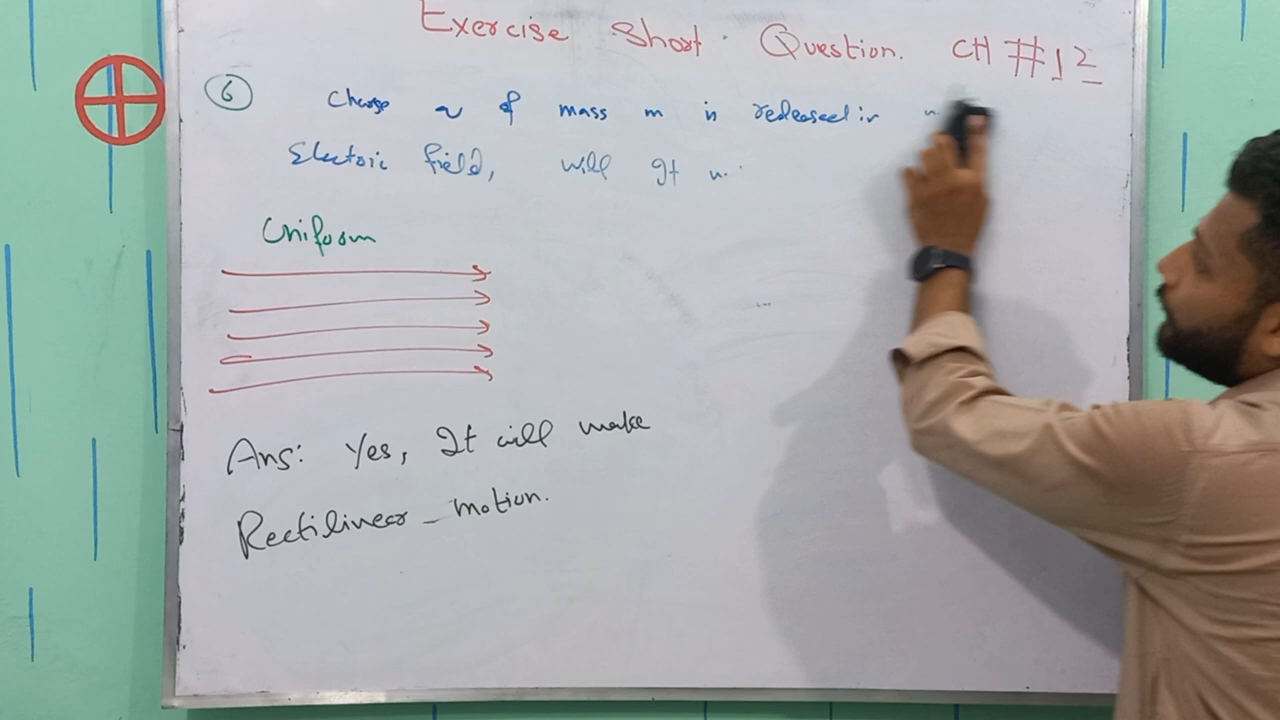 Exercise Short Question. CH #12
6 Charge q of mass m is released in
Electric field, will It
Uniform
Ans: Yes, It will make
Rectilinear - motion.